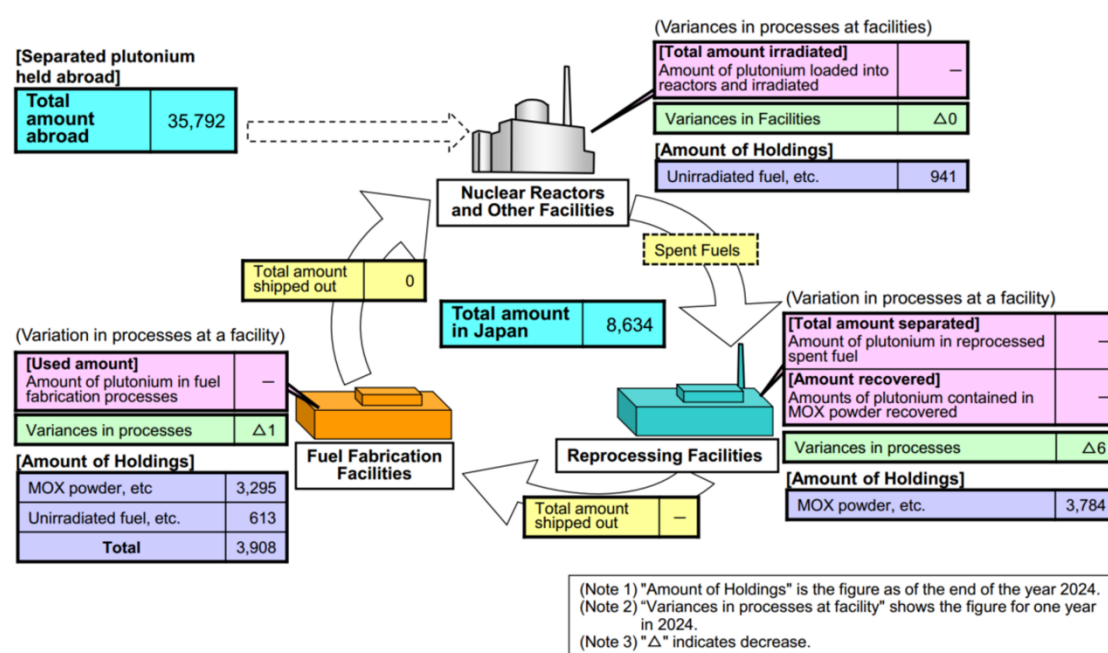 (Variances in processes at facilities)
[Total amount irradiated]
Amount of plutonium loaded into
reactors and irradiated
—
Variances in Facilities △0
[Amount of Holdings]
Unirradiated fuel, etc. 941
[Separated plutonium
held abroad]
Total
amount
abroad
35,792
Nuclear Reactors
and Other Facilities
Spent Fuels
Total amount
shipped out
0
Total amount
in Japan
8,634
(Variation in processes at a facility)
[Total amount separated]
Amount of plutonium in reprocessed
spent fuel
—
[Amount recovered]
Amounts of plutonium contained in
MOX powder recovered
—
Variances in processes △6
[Amount of Holdings]
MOX powder, etc. 3,784
Reprocessing Facilities
(Variation in processes at a facility)
[Used amount]
Amount of plutonium in fuel
fabrication processes
—
Variances in processes △1
[Amount of Holdings]
MOX powder, etc 3,295
Unirradiated fuel, etc. 613
Total 3,908
Fuel Fabrication
Facilities
Total amount
shipped out
—
(Note 1) "Amount of Holdings" is the figure as of the end of the year 2024.
(Note 2) “Variances in processes at facility" shows the figure for one year
in 2024.
(Note 3) "△" indicates decrease.